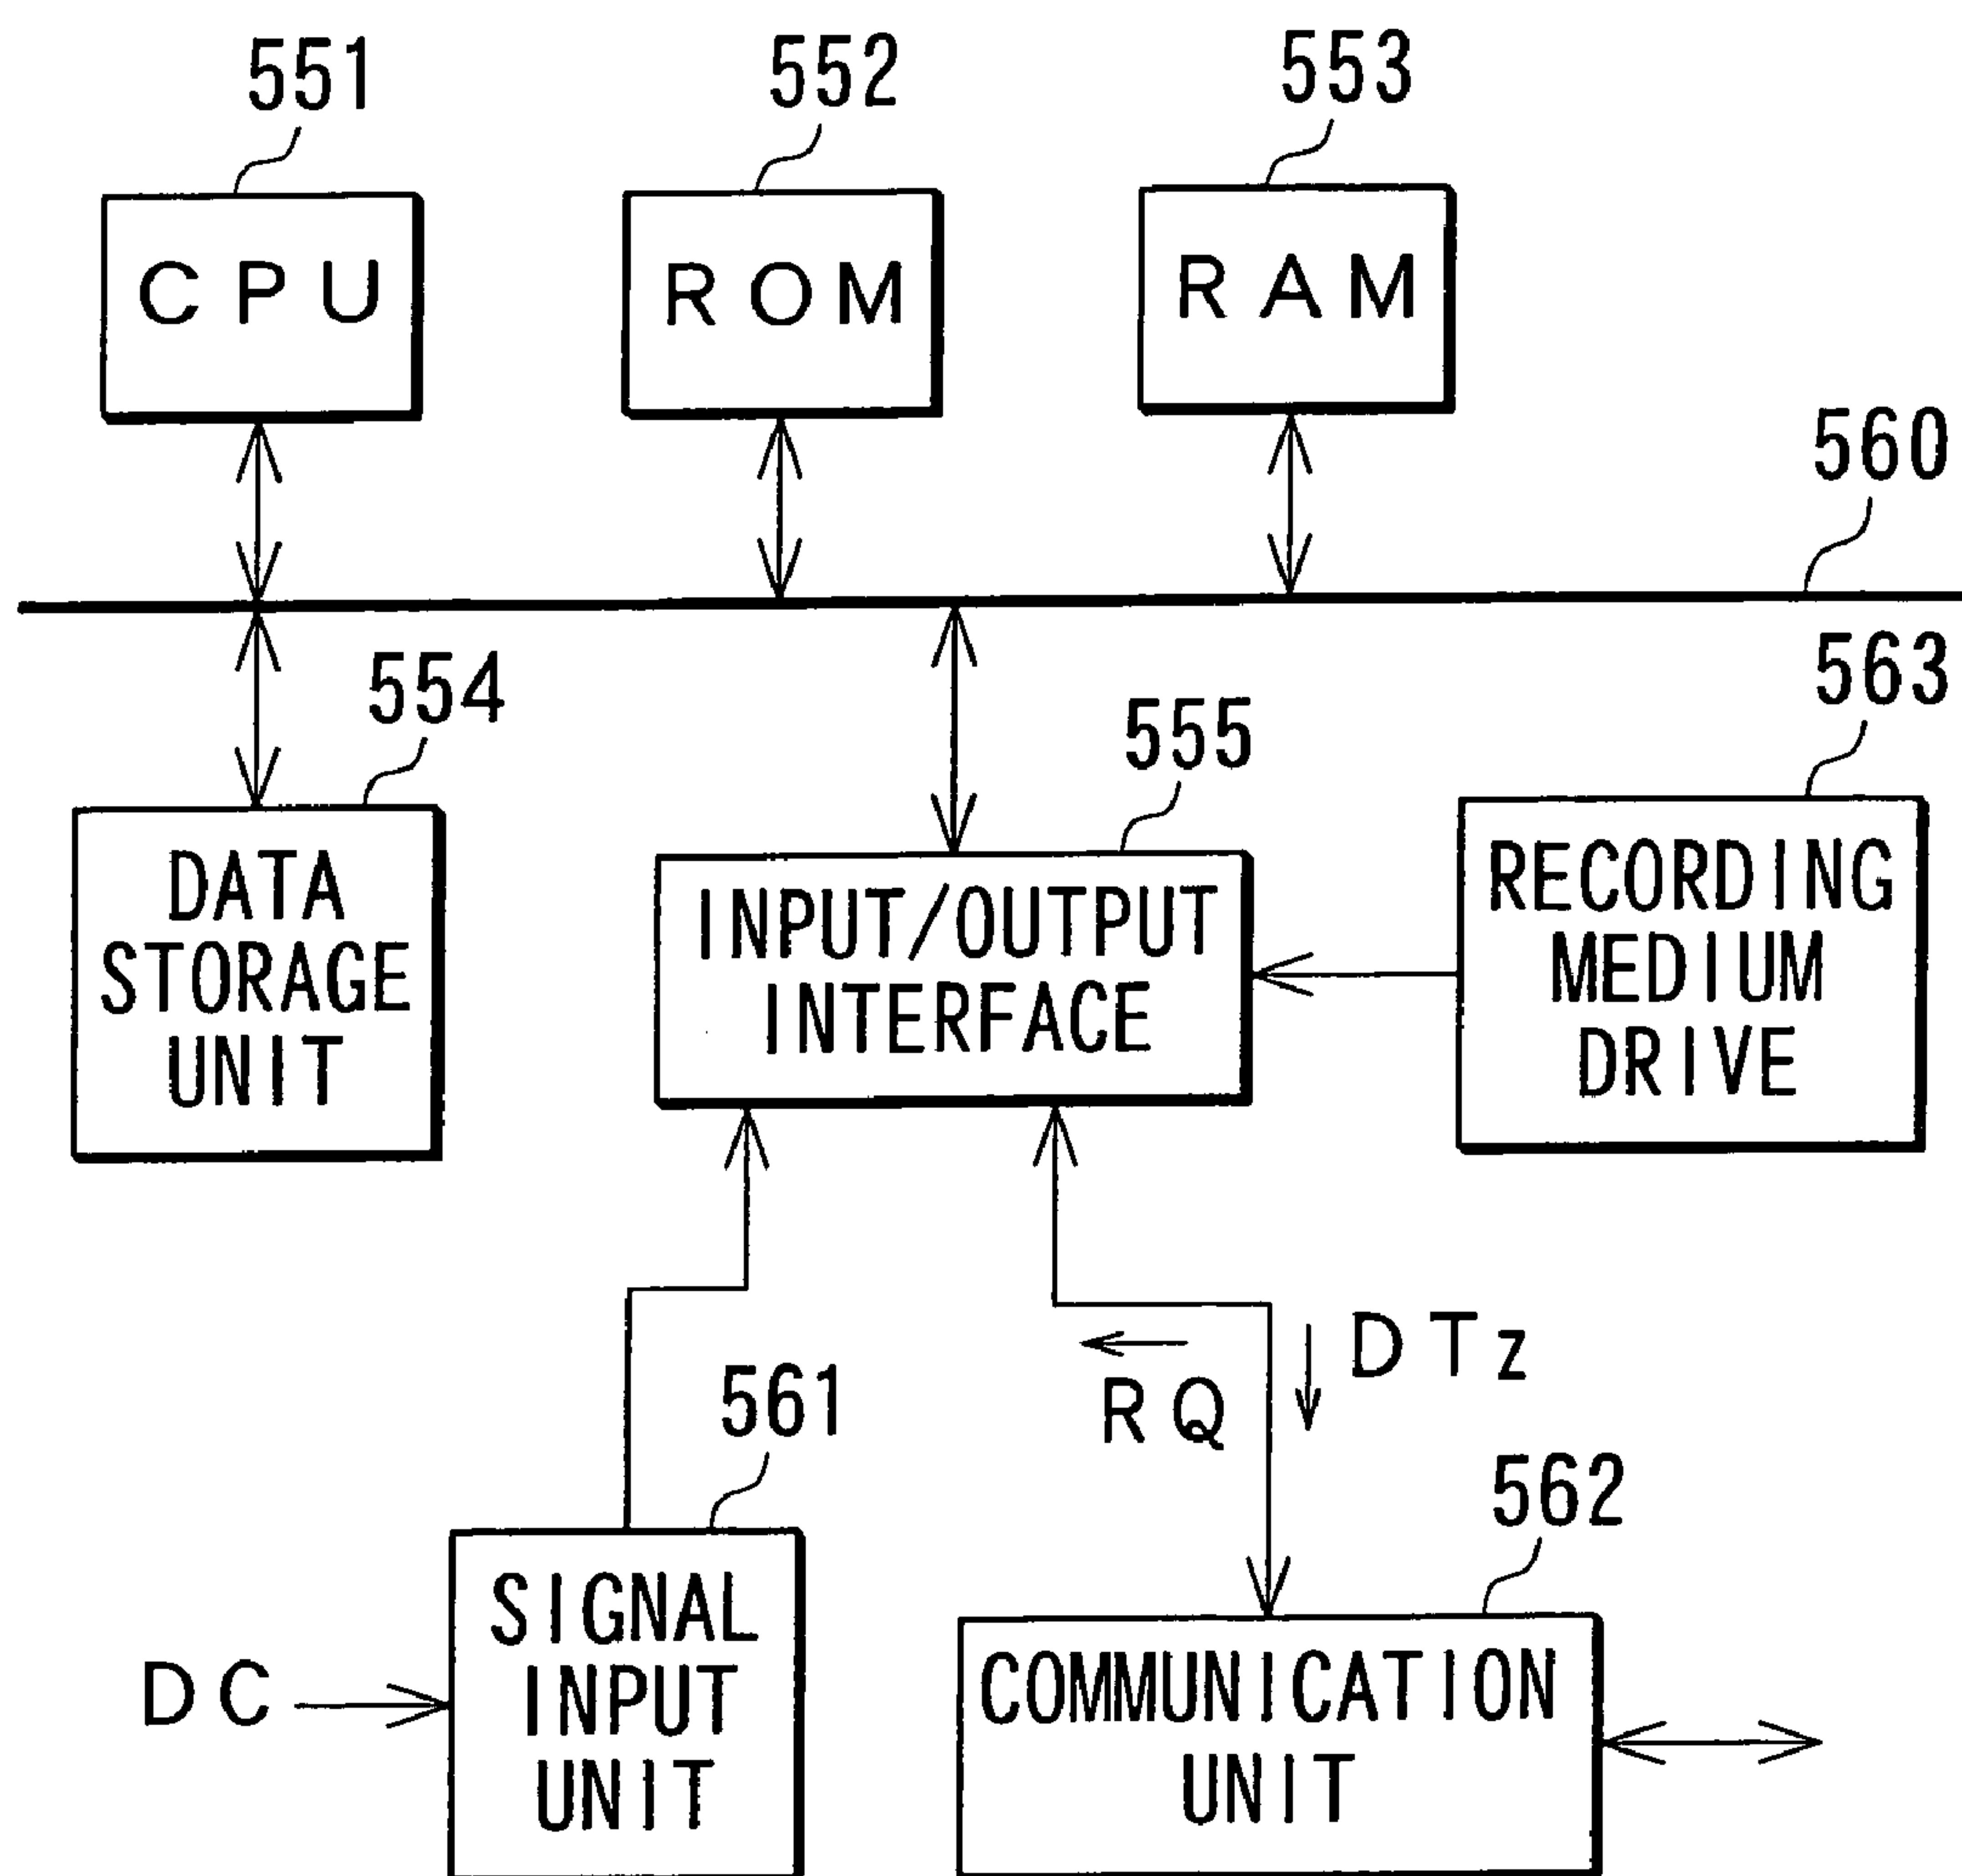 551
552
553
CPU
ROM
RAM
560
554
555
563
DATA
STORAGE
UNIT
INPUT/OUTPUT
INTERFACE
RECORDING
MEDIUM
DRIVE
DTz
RQ
561
562
SIGNAL
INPUT
UNIT
DC
COMMUNICATION
UNIT